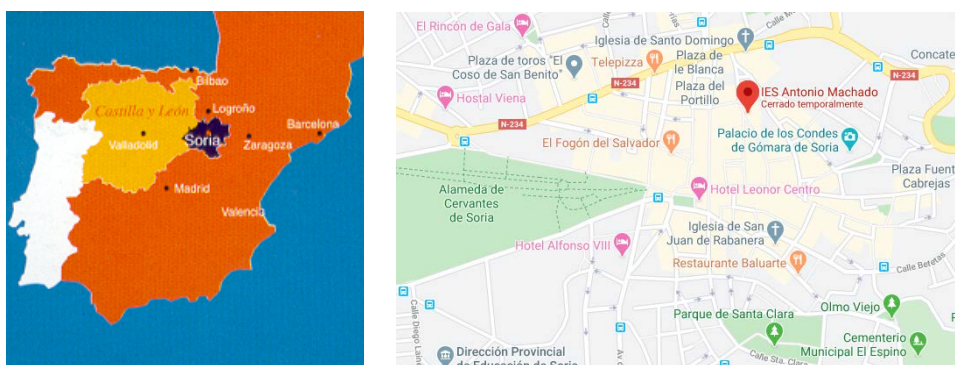 Bilbao
Castilla y León
Logroño
Barcelona
Soria
Valladolid
Zaragoza
Madrid
Valencia
El Rincón de Gala
Iglesia de Santo Domingo
Plaza de toros "El
Coso de San Benito"
Telepizza
Plaza de
le Blanca
Concate
N-234
Plaza del
Portillo
IES Antonio Machado
Cerrado temporalmente
Hostal Viena
N-234
El Fogón del Salvador
Palacio de los Condes
de Gómara de Soria
Plaza Fuent
Cabrejas
Alameda de
Cervantes
de Soria
Hotel Leonor Centro
Iglesia de San
Juan de Rabanera
Hotel Alfonso VIII
Restaurante Baluarte
Calle Betetas
Calle Diego Laíne
Parque de Santa Clara
Olmo Viejo
Cementerio
Municipal El Espino
Dirección Provincial
de Educación de Soria
Av. d
Calle Sta. Clara